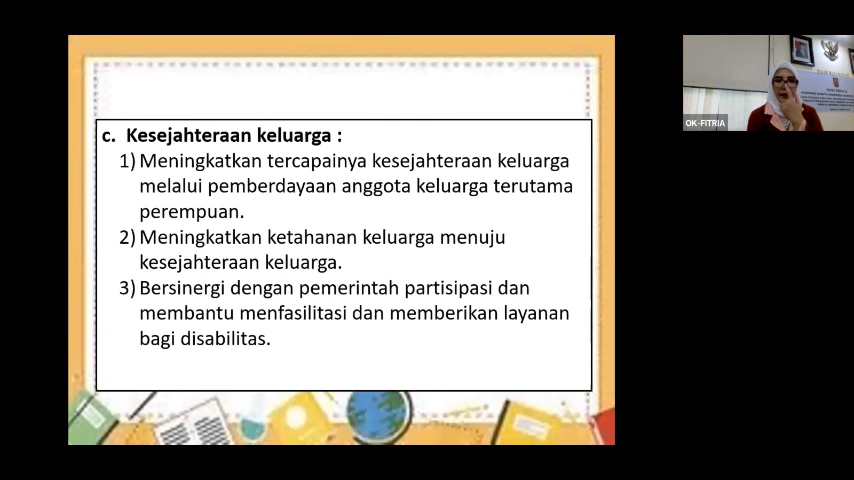 c. Kesejahteraan keluarga :
1) Meningkatkan tercapainya kesejahteraan keluarga
melalui pemberdayaan anggota keluarga terutama
perempuan.
2) Meningkatkan ketahanan keluarga menuju
kesejahteraan keluarga.
3) Bersinergi dengan pemerintah partisipasi dan
membantu menfasilitasi dan memberikan layanan
bagi disabilitas.
OK-FITRIA